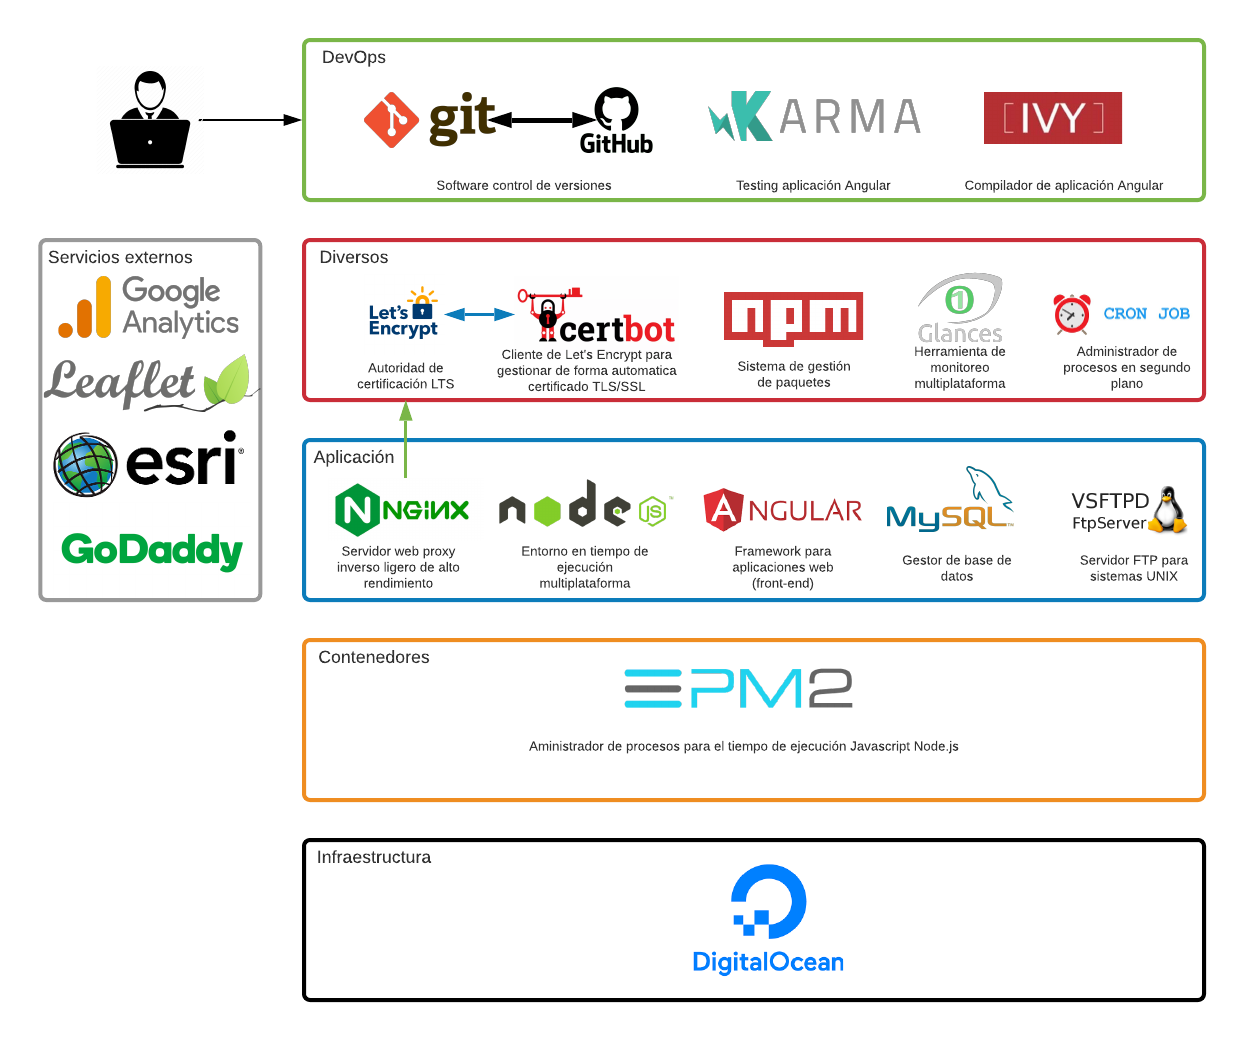 DevOps
git
GitHub
KARMA
[IVY]
Software control de versiones
Testing aplicación Angular
Compilador de aplicación Angular
Servicios externos
Google
Analytics
Leaflet
esri®
GoDaddy
Diversos
Let's
Encrypt
certbot
npm
Glances
CRON JOB
Autoridad de
certificación LTS
Cliente de Let's Encrypt para
gestionar de forma automatica
certificado TLS/SSL
Sistema de gestión
de paquetes
Herramienta de
monitoreo
multiplataforma
Administrador de
procesos en segundo
plano
Aplicación
N NGiNX
node JS™
A NGULAR
MySQL™
VSFTPD
FtpServer
Servidor web proxy
inverso ligero de alto
rendimiento
Entorno en tiempo de
ejecución
multiplataforma
Framework para
aplicaciones web
(front-end)
Gestor de base de
datos
Servidor FTP para
sistemas UNIX
Contenedores
PM2
Aministrador de procesos para el tiempo de ejecución Javascript Node.js
Infraestructura
DigitalOcean